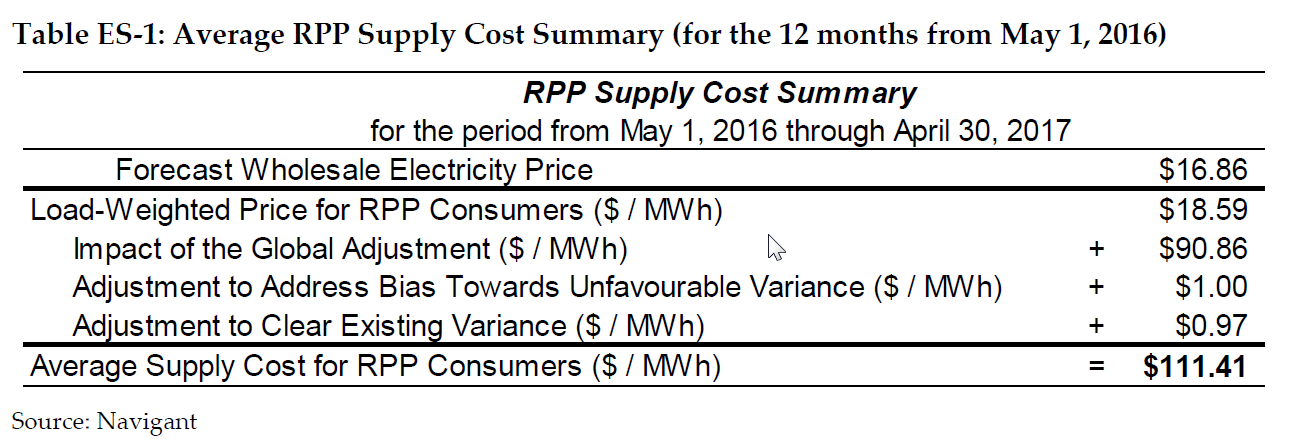 Table ES-1: Average RPP Supply Cost Summary (for the 12 months from May 1, 2016)
RPP Supply Cost Summary
for the period from May 1, 2016 through April 30, 2017
Forecast Wholesale Electricity Price $16.86
Load-Weighted Price for RPP Consumers ($ / MWh) $18.59
Impact of the Global Adjustment ($ / MWh) + $90.86
Adjustment to Address Bias Towards Unfavourable Variance ($ / MWh) + $1.00
Adjustment to Clear Existing Variance ($ / MWh) + $0.97
Average Supply Cost for RPP Consumers ($ / MWh) = $111.41
Source: Navigant